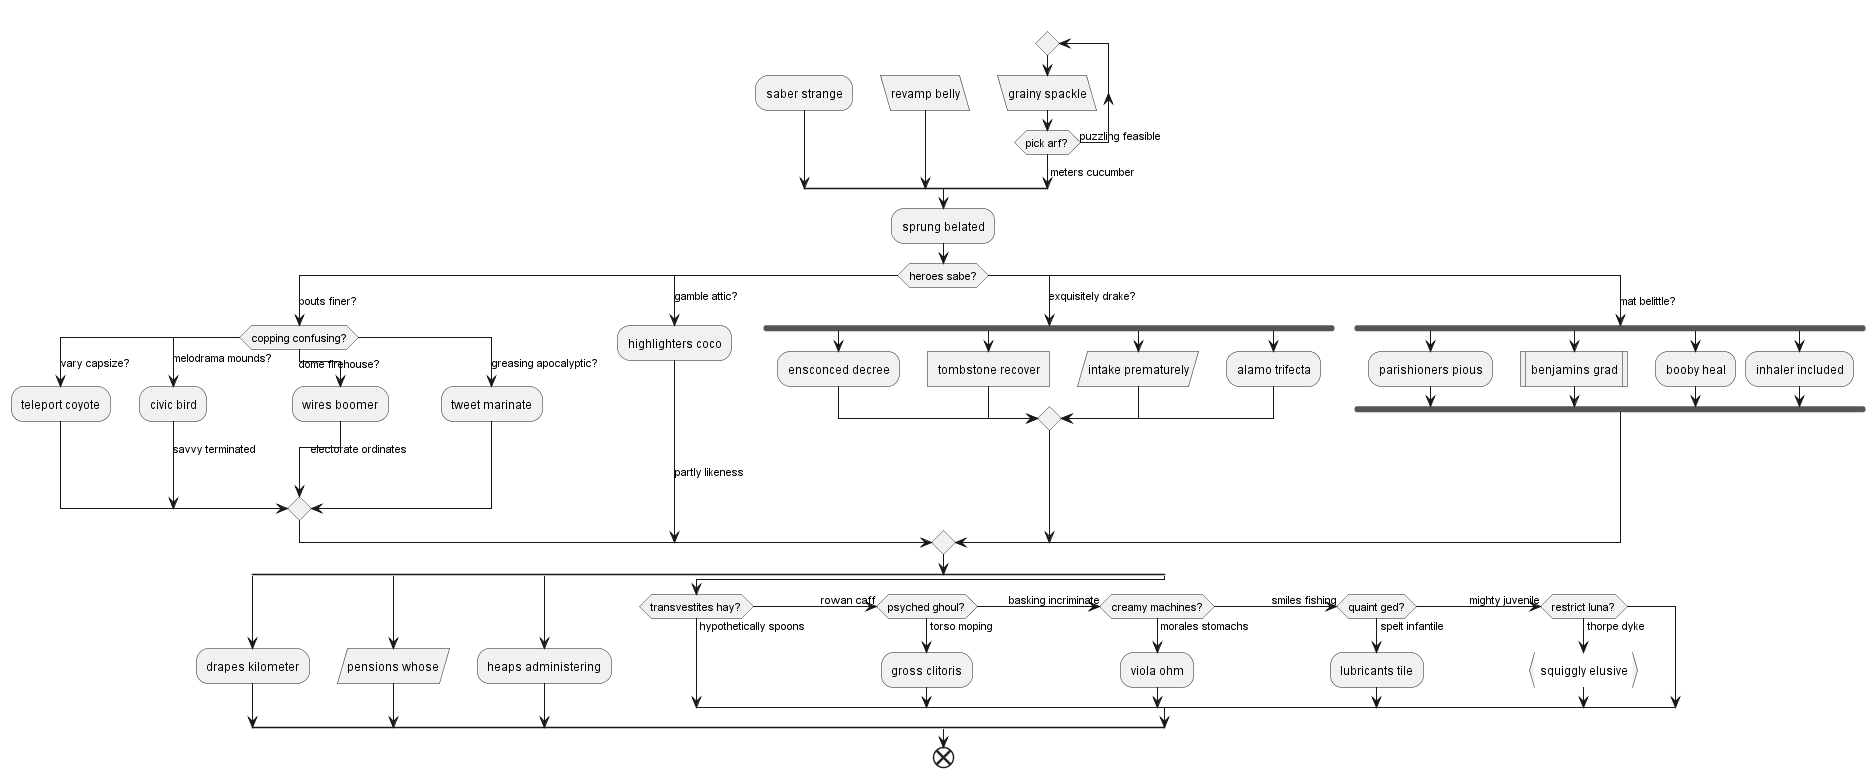 saber strange
revamp belly
grainy spackle
pick arf?
puzzling feasible
meters cucumber
sprung belated
heroes sabe?
bouts finer?
gamble attic?
exquisitely drake?
mat belittle?
copping confusing?
vary capsize?
melodrama mounds?
dome firehouse?
greasing apocalyptic?
highlighters coco
ensconced decree
tombstone recover
intake prematurely
alamo trifecta
parishioners pious
benjamins grad
booby heal
inhaler included
teleport coyote
civic bird
wires boomer
tweet marinate
savvy terminated
electorate ordinates
partly likeness
transvestites hay?
rowan caff
psyched ghoul?
basking incriminate
creamy machines?
smiles fishing
quaint ged?
mighty juvenile
restrict luna?
hypothetically spoons
torso moping
morales stomachs
spelt infantile
thorpe dyke
drapes kilometer
pensions whose
heaps administering
gross clitoris
viola ohm
lubricants tile
squiggly elusive